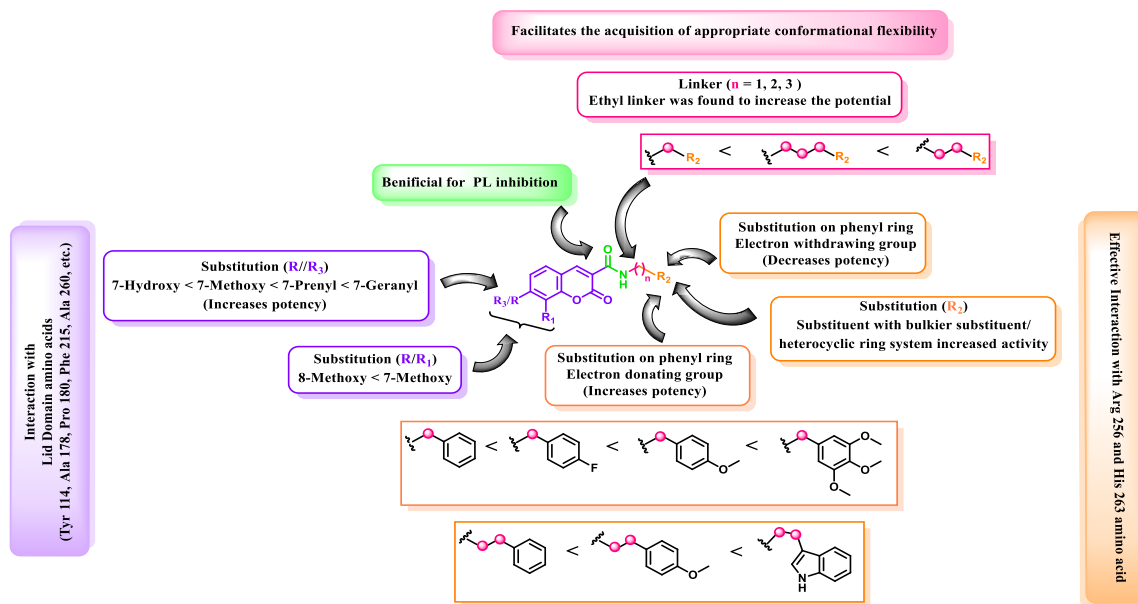 Facilitates the acquisition of appropriate conformational flexibility
Linker (n = 1, 2, 3 )
Ethyl linker was found to increase the potential
R2 < R2 < R2
Benificial for PL inhibition
Interaction with
Lid Domain amino acids
(Tyr 114, Ala 178, Pro 180, Phe 215, Ala 260, etc.)
Substitution (R//R3)
7-Hydroxy < 7-Methoxy < 7-Prenyl < 7-Geranyl
(Increases potency)
Substitution (R/R1)
8-Methoxy < 7-Methoxy
O
N
H
( )n
R2
R3/R
O
O
R1
Substitution on phenyl ring
Electron withdrawing group
(Decreases potency)
Substitution (R2)
Substituent with bulkier substituent/
heterocyclic ring system increased activity
Substitution on phenyl ring
Electron donating group
(Increases potency)
Effective Interaction with Arg 256 and His 263 amino acid
< < <
F
O
O
O
O
< <
O
N
H